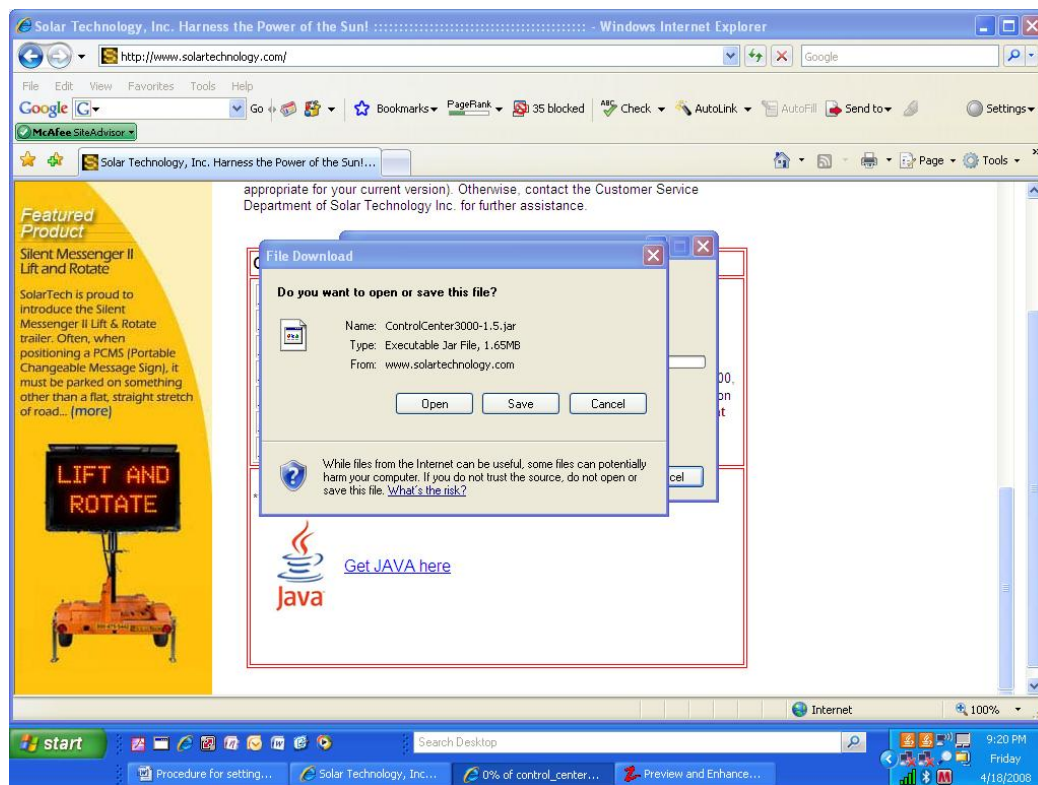 Solar Technology, Inc. Harness the Power of the Sun! :::::::::::::::::::::::::::::::::::::: - Windows Internet Explorer
http://www.solartechnology.com/
Google
File Edit View Favorites Tools Help
Google G Go Bookmarks PageRank 35 blocked Check AutoLink AutoFill Send to Settings
McAfee SiteAdvisor
Solar Technology, Inc. Harness the Power of the Sun!...
Page Tools
Featured
Product
Silent Messenger II
Lift and Rotate
SolarTech is proud to
introduce the Silent
Messenger II Lift & Rotate
trailer. Often, when
positioning a PCMS (Portable
Changeable Message Sign), it
must be parked on something
other than a flat, straight stretch
of road... (more)
LIFT AND
ROTATE
appropriate for your current version). Otherwise, contact the Customer Service
Department of Solar Technology Inc. for further assistance.
File Download
Do you want to open or save this file?
Name: ControlCenter3000-1.5.jar
Type: Executable Jar File, 1.65MB
From: www.solartechnology.com
Open Save Cancel
While files from the Internet can be useful, some files can potentially
harm your computer. If you do not trust the source, do not open or
save this file. What's the risk?
00,
on
it
cel
*
Java
Get JAVA here
Internet
100%
start
Search Desktop
9:20 PM
Friday
4/18/2008
Procedure for setting...
Solar Technology, Inc...
0% of control_center...
Preview and Enhance...